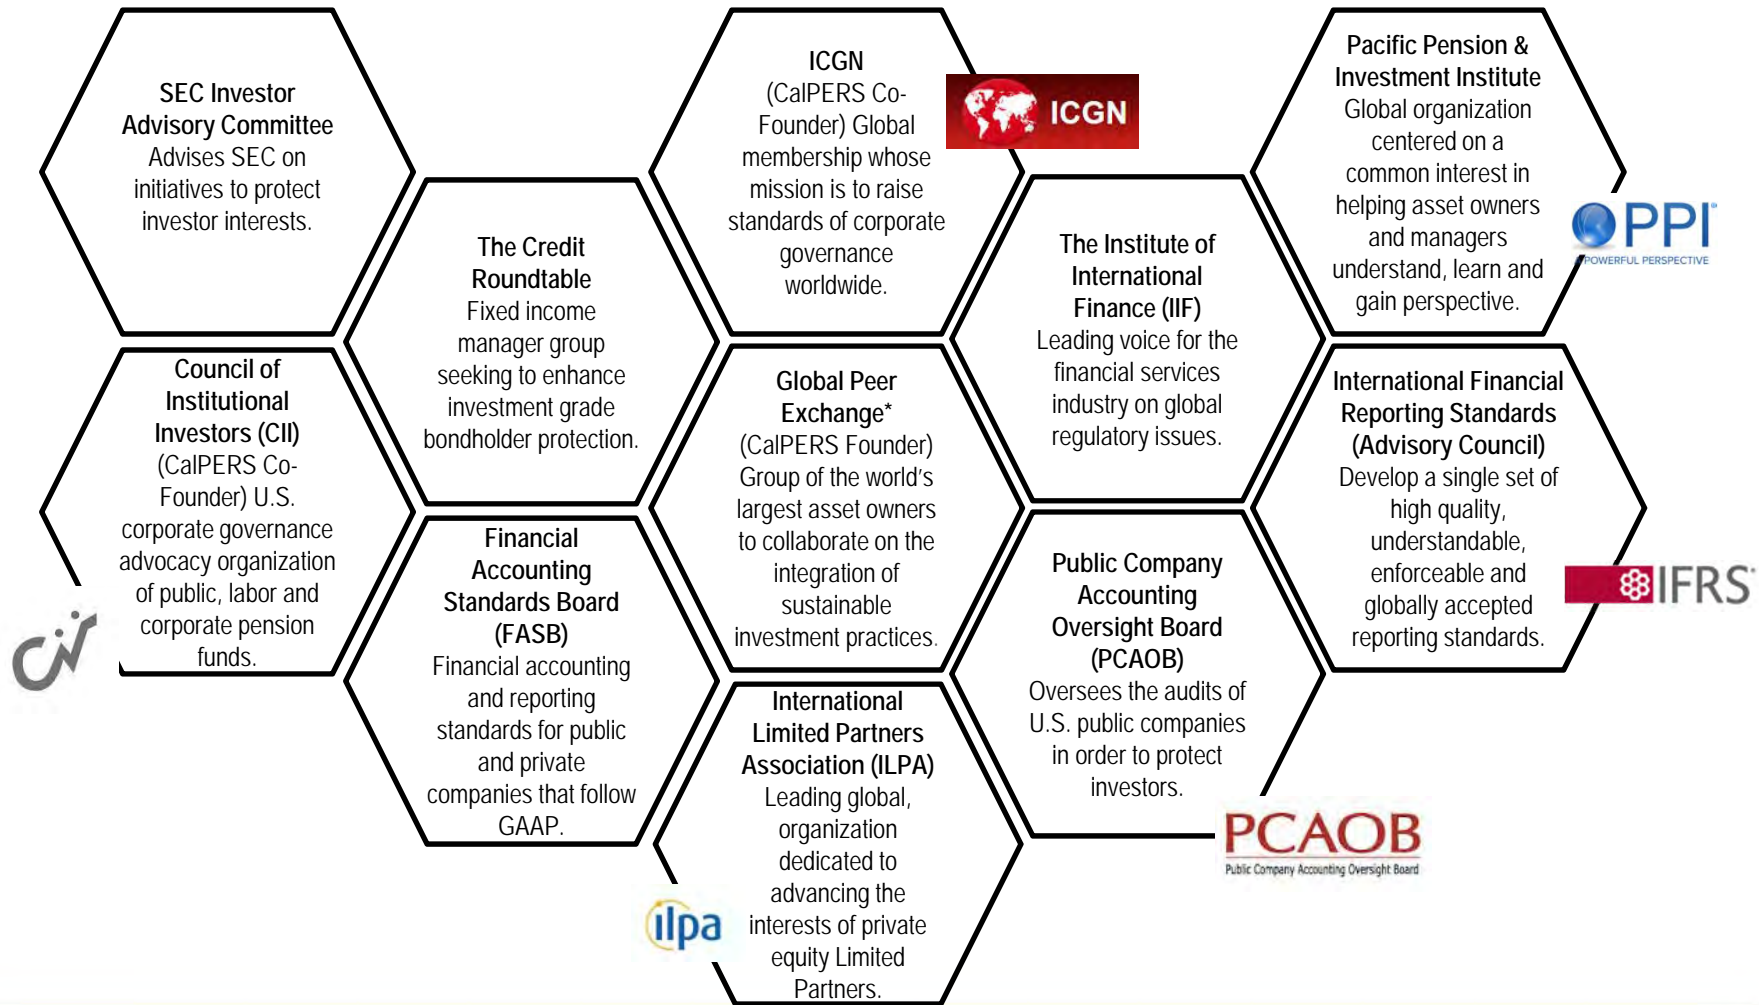 SEC Investor
Advisory Committee
Advises SEC on
initiatives to protect
investor interests.
Council of
Institutional
Investors (CII)
(CalPERS Co-
Founder) U.S.
corporate governance
advocacy organization
of public, labor and
corporate pension
funds.
The Credit
Roundtable
Fixed income
manager group
seeking to enhance
investment grade
bondholder protection.
Financial
Accounting
Standards Board
(FASB)
Financial accounting
and reporting
standards for public
and private
companies that follow
GAAP.
ICGN
(CalPERS Co-
Founder) Global
membership whose
mission is to raise
standards of corporate
governance
worldwide.
ICGN
Global Peer
Exchange*
(CalPERS Founder)
Group of the world's
largest asset owners
to collaborate on the
integration of
sustainable
investment practices.
International
Limited Partners
Association (ILPA)
Leading global,
organization
dedicated to
advancing the
interests of private
equity Limited
Partners.
ilpa
The Institute of
International
Finance (IIF)
Leading voice for the
financial services
industry on global
regulatory issues.
Public Company
Accounting
Oversight Board
(PCAOB)
Oversees the audits of
U.S. public companies
in order to protect
investors.
PCAOB
Public Company Accounting Oversight Board
Pacific Pension &
Investment Institute
Global organization
centered on a
common interest in
helping asset owners
and managers
understand, learn and
gain perspective.
PPI
POWERFUL PERSPECTIVE
International Financial
Reporting Standards
(Advisory Council)
Develop a single set of
high quality,
understandable,
enforceable and
globally accepted
reporting standards.
IFRS
CII